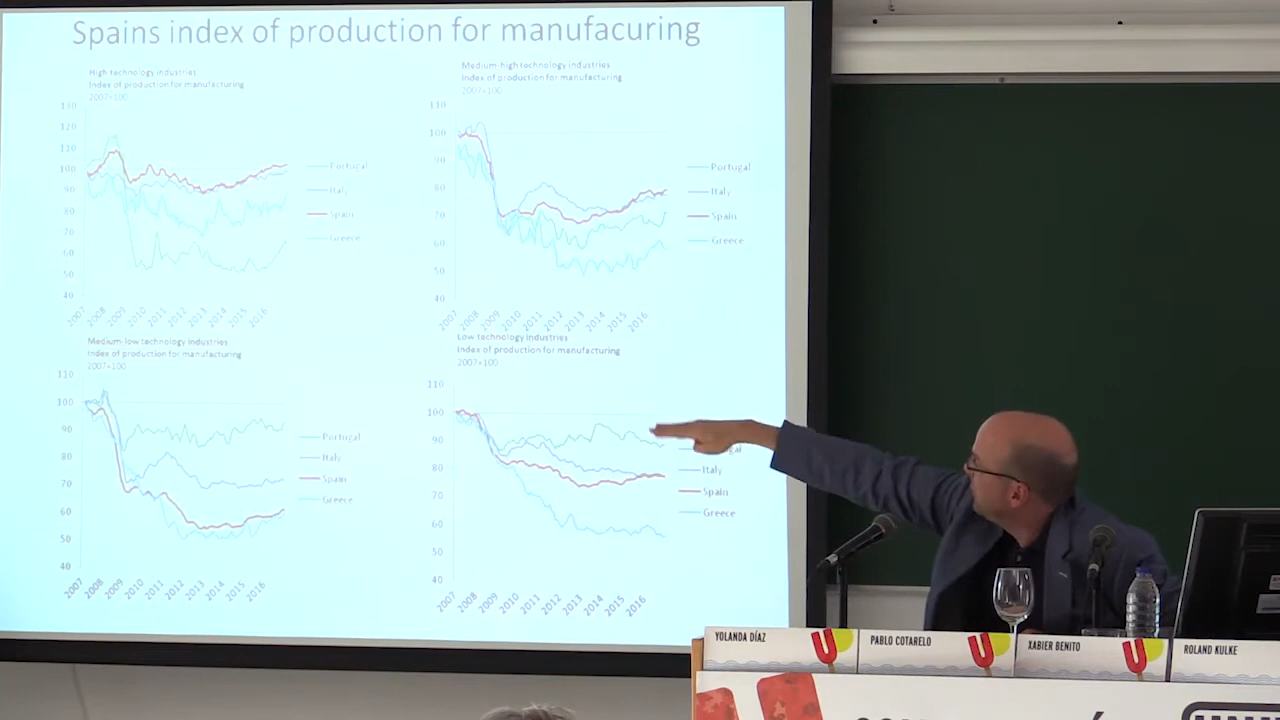 Spains index of production for manufacuring
High technology industries
Index of production for manufacturing
2007=100
130
120
110
100
90
80
70
60
50
40
2007
2008
2009
2010
2011
2012
2013
2014
2015
2016
Portugal
Italy
Spain
Greece
Medium-high technology industries
Index of production for manufacturing
2007=100
110
100
90
80
70
60
50
40
2007
2008
2009
2010
2011
2012
2013
2014
2015
2016
Portugal
Italy
Spain
Greece
Medium-low technology industries
Index of production for manufacturing
2007=100
110
100
90
80
70
60
50
40
2007
2008
2009
2010
2011
2012
2013
2014
2015
2016
Portugal
Italy
Spain
Greece
Low technology industries
Index of production for manufacturing
2007=100
110
100
90
80
70
60
50
40
2007
2008
2009
2010
2011
2012
2013
2014
2015
2016
Italy
Spain
Greece
YOLANDA DÍAZ
PABLO COTARELO
XABIER BENITO
ROLAND KULKE